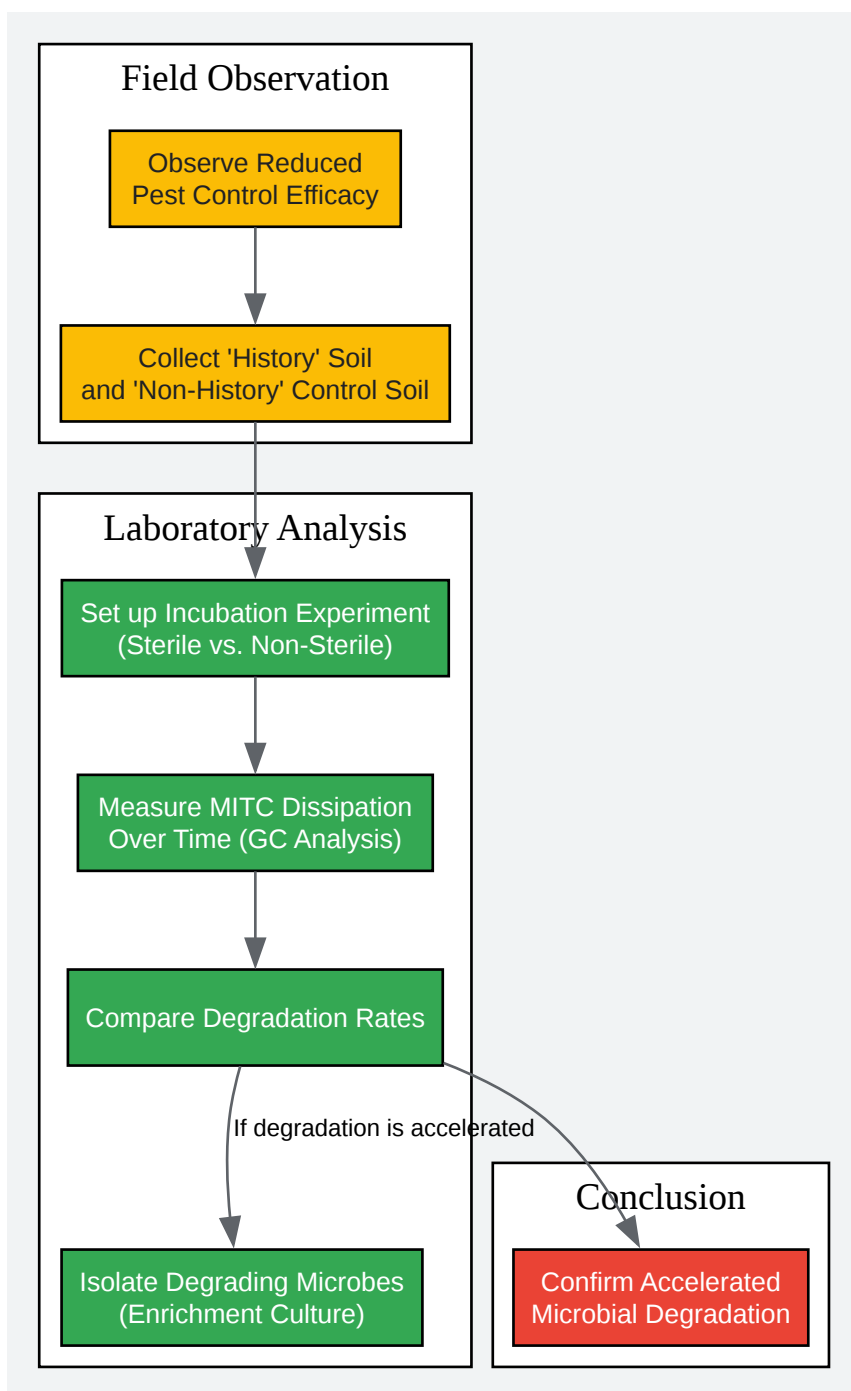 Field Observation
Observe Reduced
Pest Control Efficacy
Collect 'History' Soil
and 'Non-History' Control Soil
Laboratory Analysis
Set up Incubation Experiment
(Sterile vs. Non-Sterile)
Measure MITC Dissipation
Over Time (GC Analysis)
Compare Degradation Rates
If degradation is accelerated
Isolate Degrading Microbes
(Enrichment Culture)
Conclusion
Confirm Accelerated
Microbial Degradation